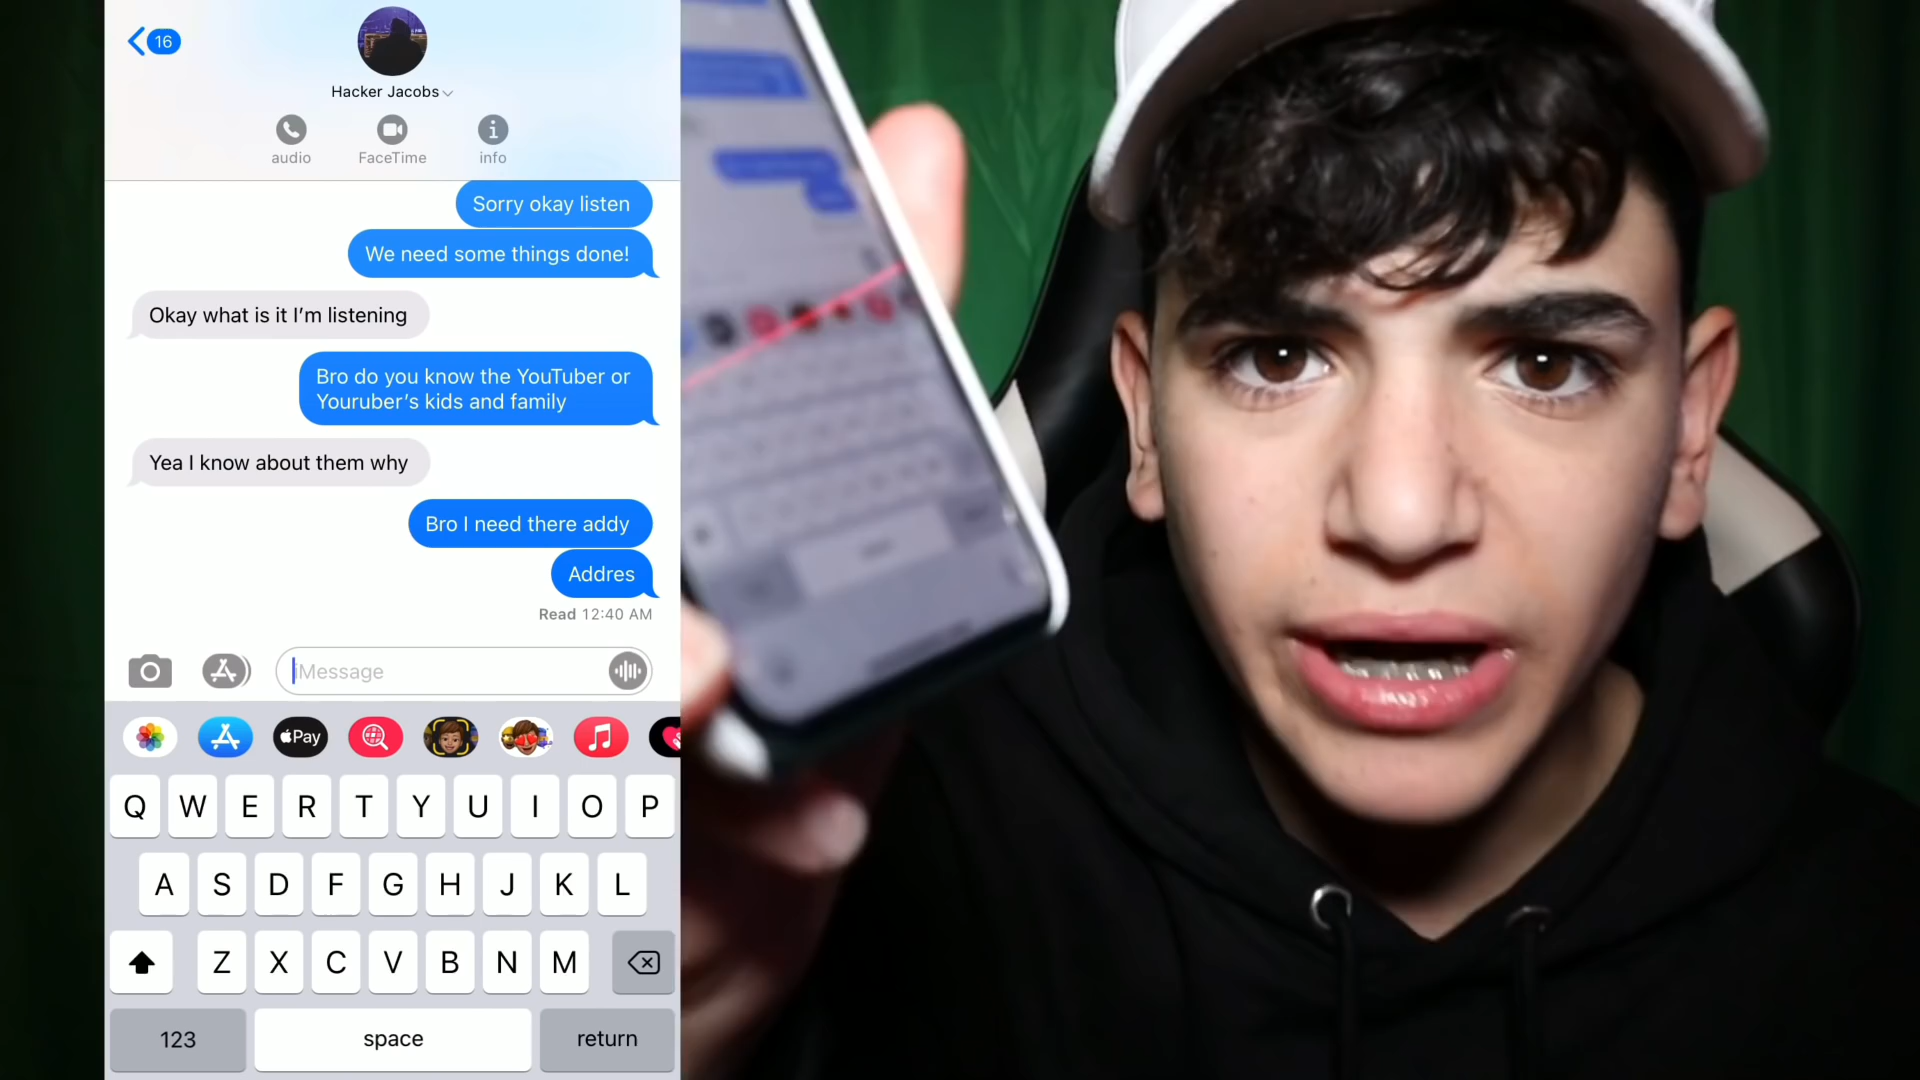 16
Hacker Jacobs
audio FaceTime info
Sorry okay listen
We need some things done!
Okay what is it I’m listening
Bro do you know the YouTuber or
Youruber’s kids and family
Yea I know about them why
Bro I need there addy
Addres
Read 12:40 AM
iMessage
Pay
Q W E R T Y U I O P
A S D F G H J K L
Z X C V B N M
123 space return